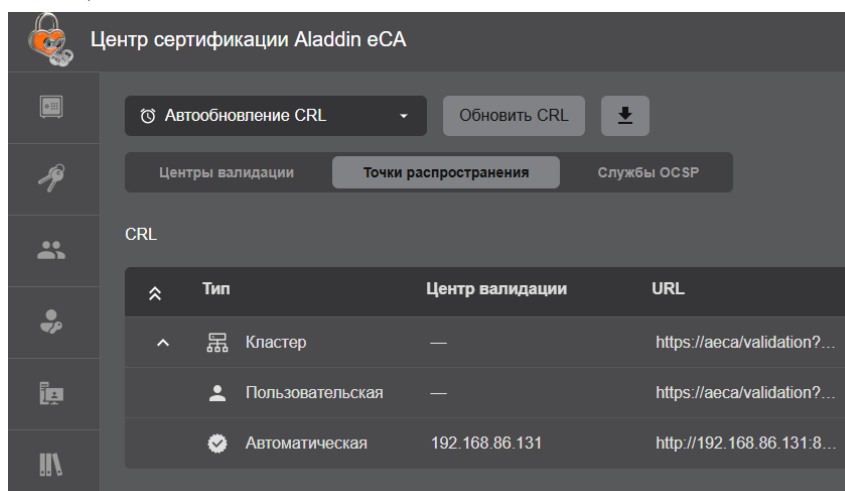 Центр сертификации Aladdin eCA
Автообновление CRL
Обновить CRL
Центры валидации Точки распространения Службы OCSP
CRL
Тип Центр валидации URL
Кластер — https://aeca/validation?...
Пользовательская — https://aeca/validation?...
Автоматическая 192.168.86.131 http://192.168.86.131:8...